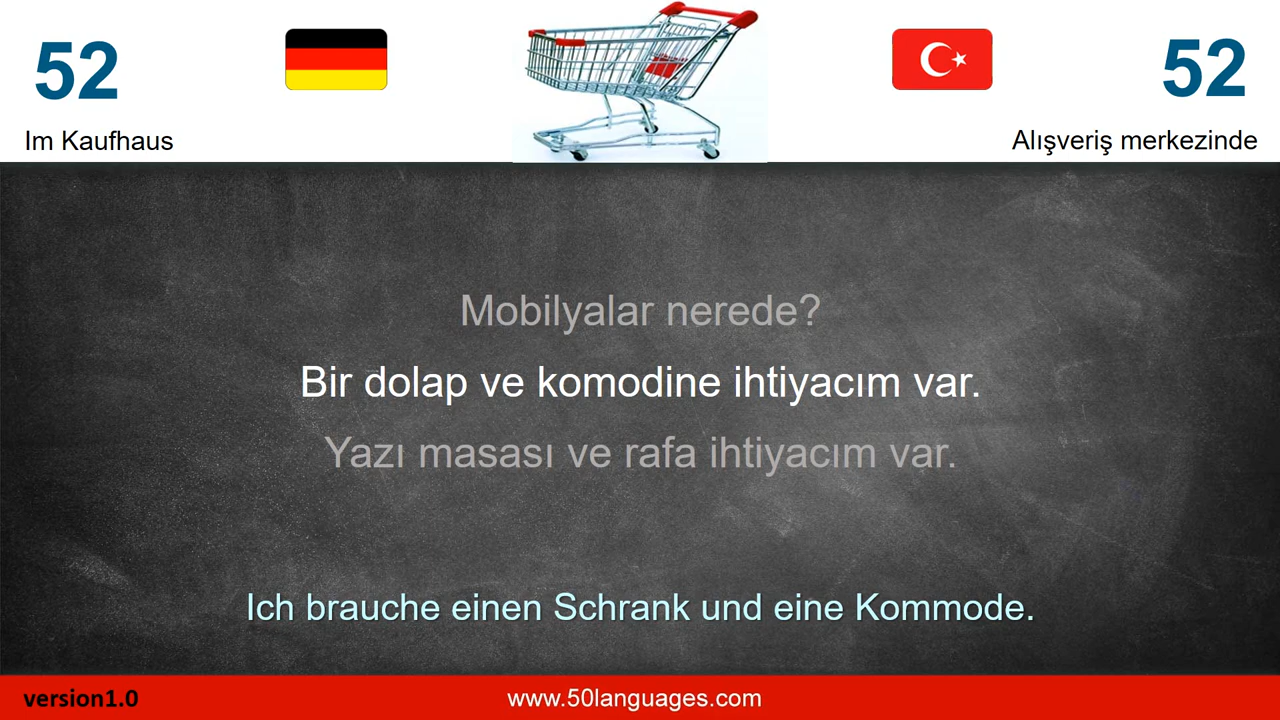 52
52
Im Kaufhaus
Alışveriş merkezinde
Mobilyalar nerede?
Bir dolap ve komodine ihtiyacım var.
Yazı masası ve rafa ihtiyacım var.
Ich brauche einen Schrank und eine Kommode.
version1.0
www.50languages.com